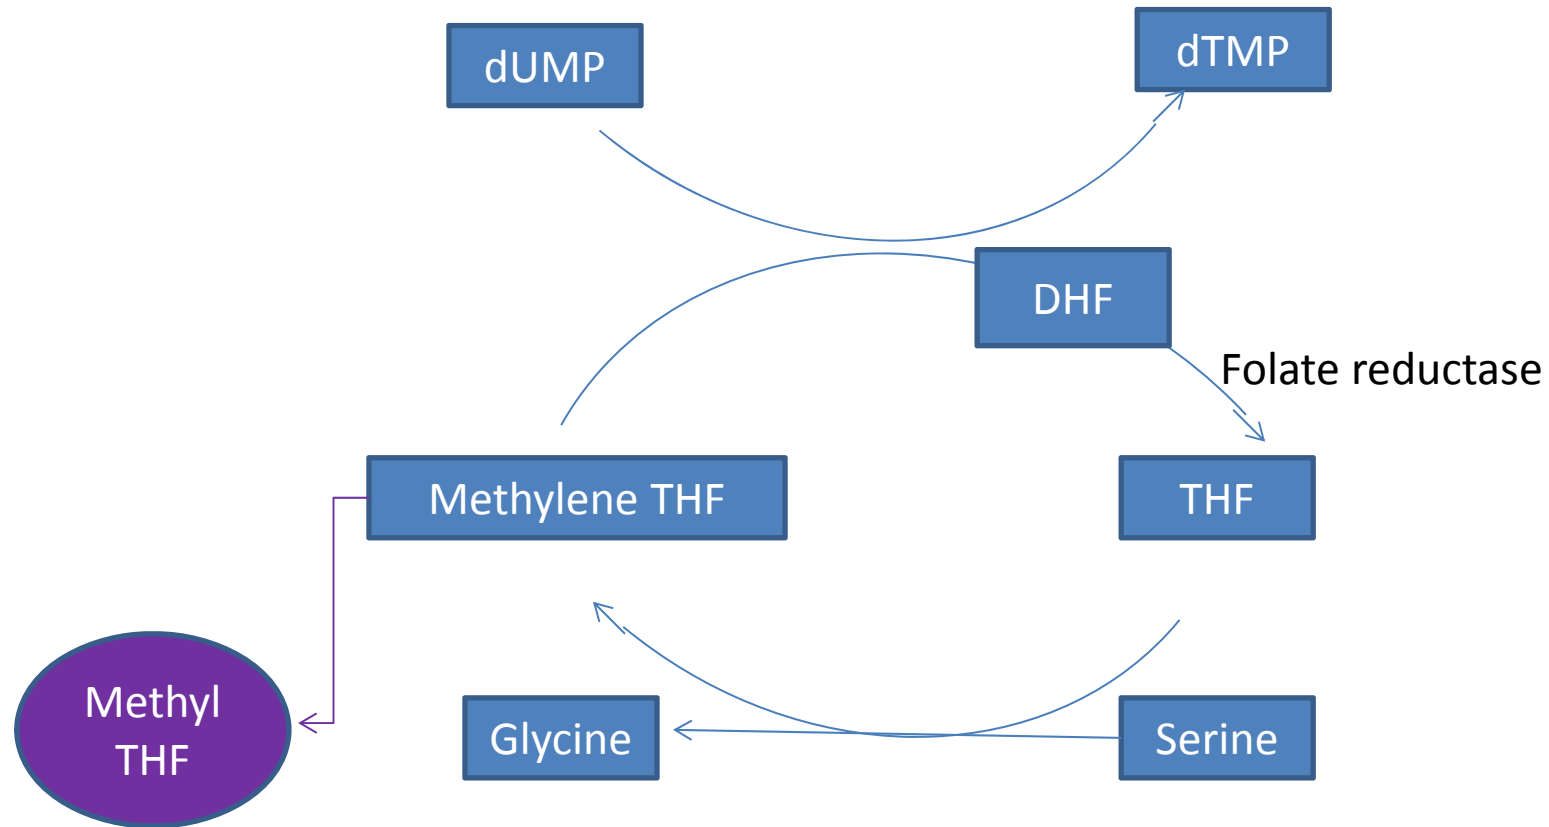 dUMP
dTMP
DHF
Folate reductase
Methylene THF
THF
Methyl
THF
Glycine
Serine